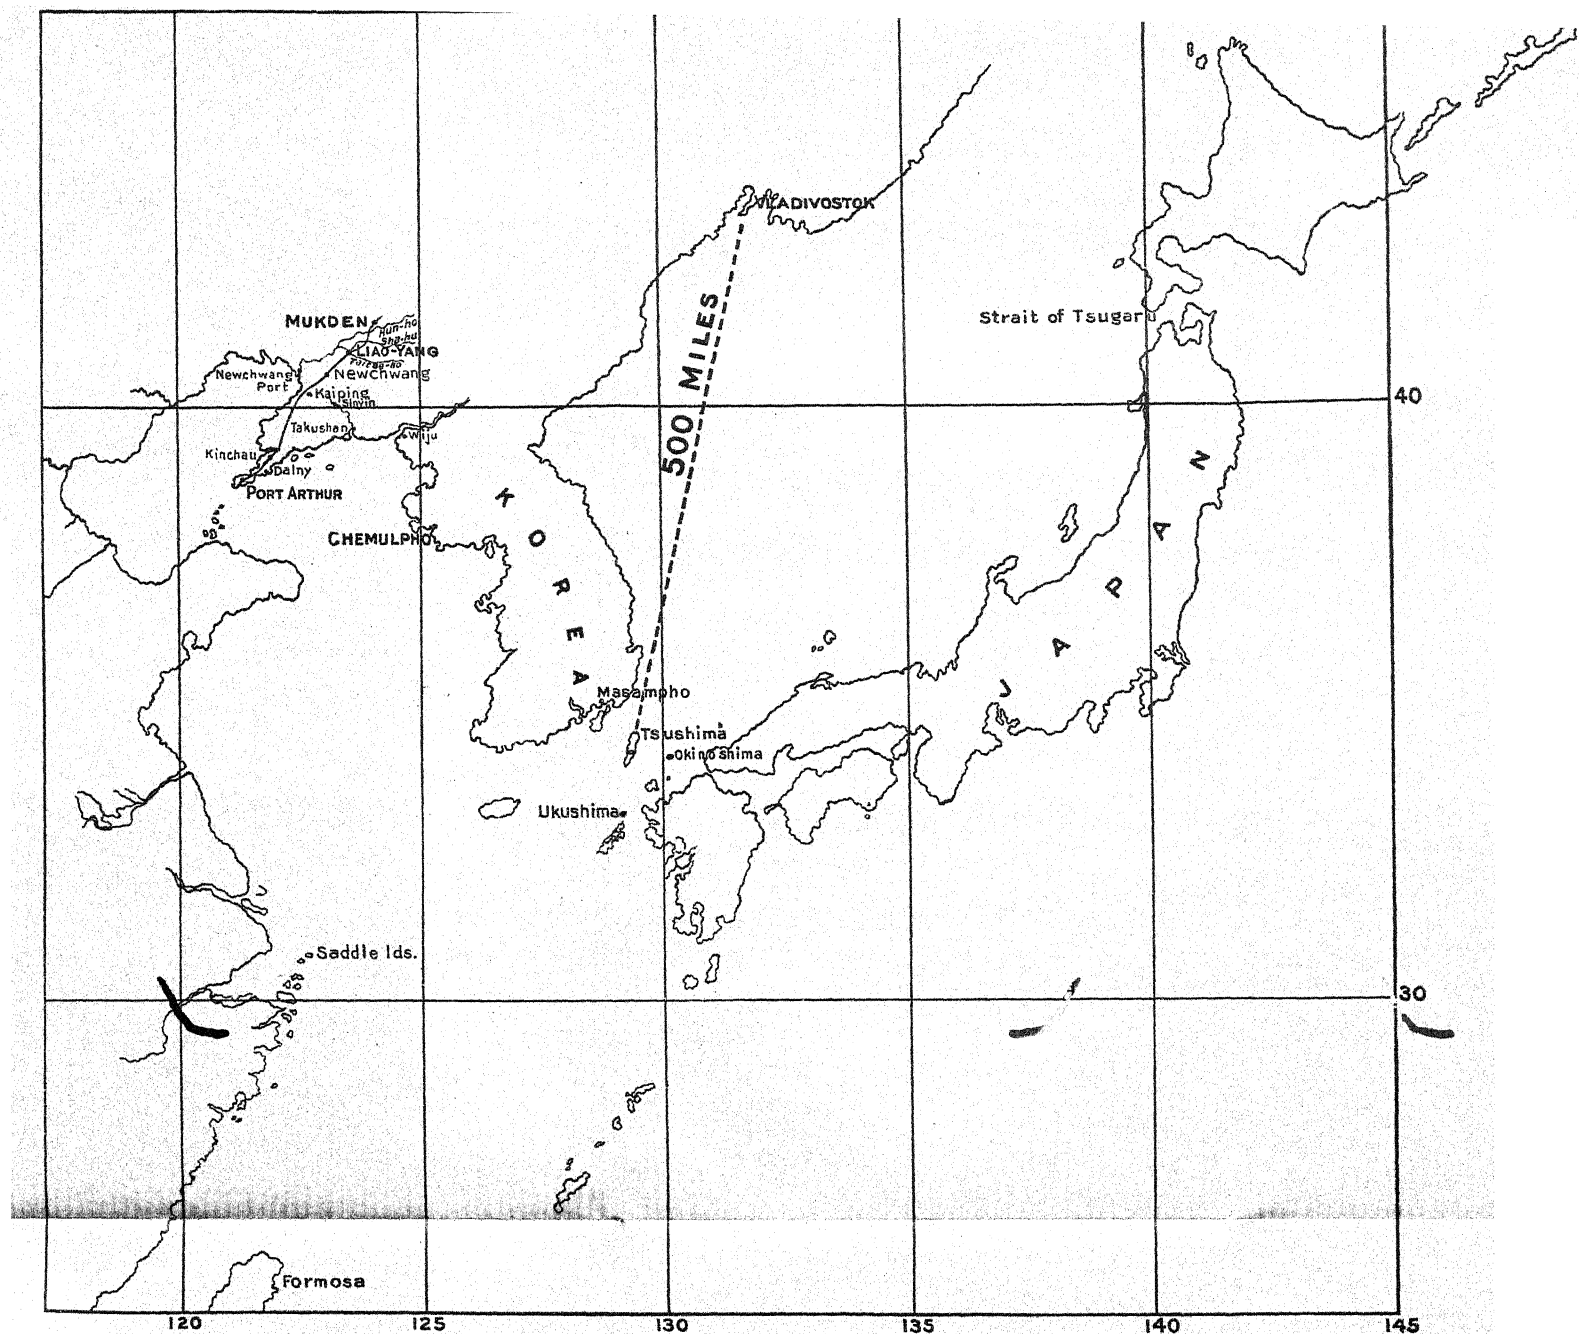 VLADIVOSTOK
500 MILES
Strait of Tsugaru
MUKDEN
Hun-ho
Sha-hu
LIAO-YANG
Newchwang
Port
Newchwang
Kaiping
Sinyin
40
Takushan
Wiju
Kinchau
Dalny
PORT ARTHUR
CHEMULPHO
KOREA
JAPAN
Masampho
Tsushima
Okinoshima
Ukushima
Saddle Ids.
30
Formosa
120 125 130 135 140 145